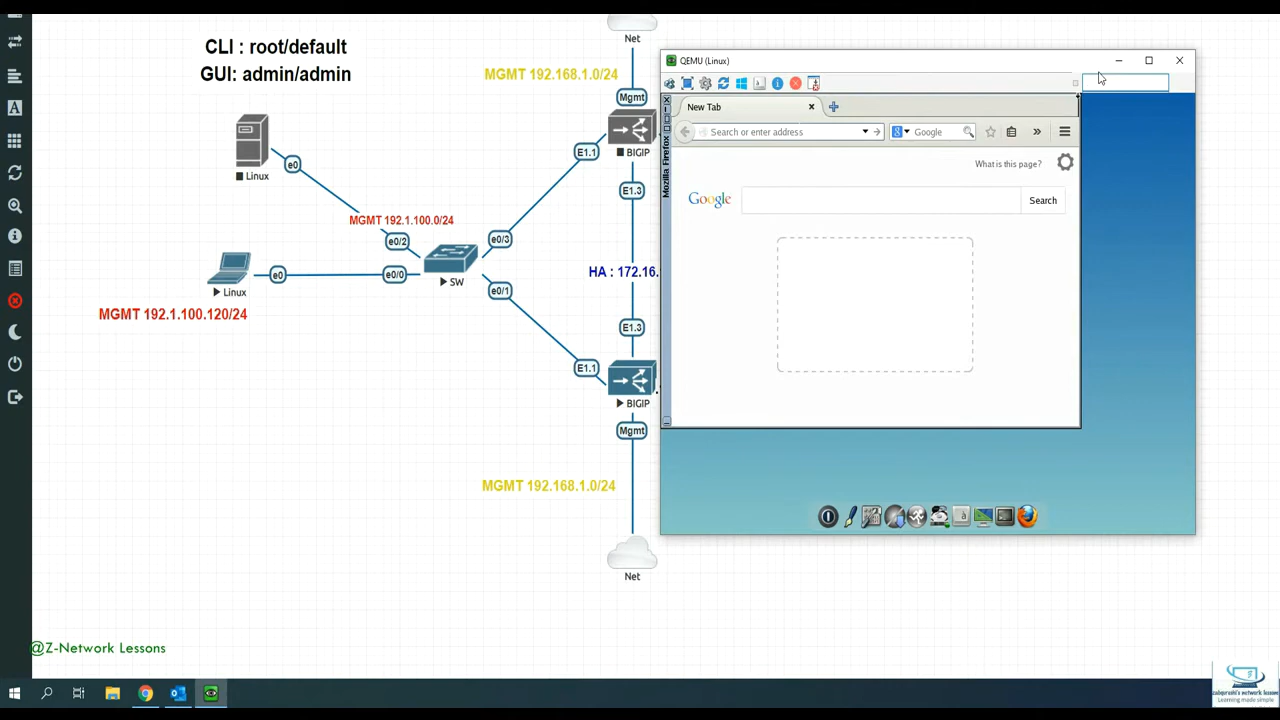 CLI : root/default
GUI: admin/admin
Net
MGMT 192.168.1.0/24
Mgmt
BIGIP
E1.1
E1.3
Linux
e0
MGMT 192.1.100.0/24
e0/2
e0/3
SW
e0
e0/0
e0/1
Linux
MGMT 192.1.100.120/24
HA : 172.16.
E1.3
E1.1
BIGIP
Mgmt
MGMT 192.168.1.0/24
Net
QEMU (Linux)
New Tab
Search or enter address
Google
Mozilla Firefox
What is this page?
Google
Search
@Z-Network Lessons
Learning made simple